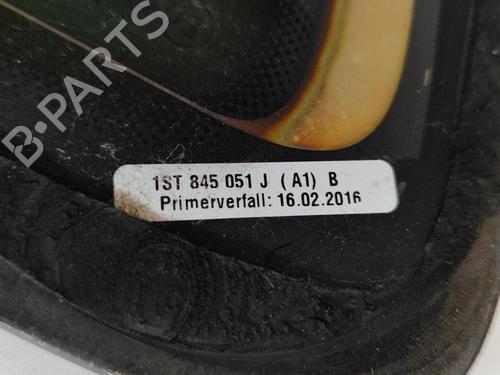 B-PARTS
1ST 845 051 J (A1) B
Primerverfall: 16.02.2016